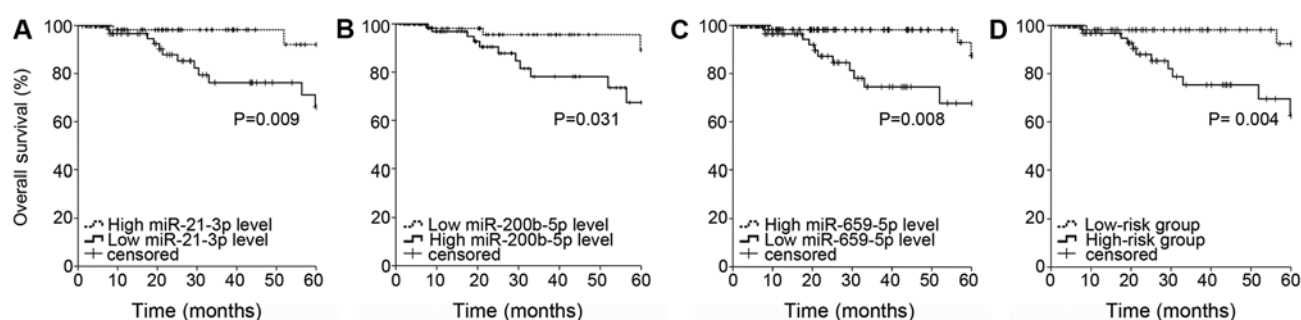 A
B
C
D
Overall survival (%)
100
80
60
40
20
0
P=0.009
High miR-21-3p level
Low miR-21-3p level
censored
0 10 20 30 40 50 60
Time (months)
100
80
60
40
20
0
P=0.031
Low miR-200b-5p level
High miR-200b-5p level
censored
0 10 20 30 40 50 60
Time (months)
100
80
60
40
20
0
P=0.008
High miR-659-5p level
Low miR-659-5p level
censored
0 10 20 30 40 50 60
Time (months)
100
80
60
40
20
0
P= 0.004
Low-risk group
High-risk group
censored
0 10 20 30 40 50 60
Time (months)